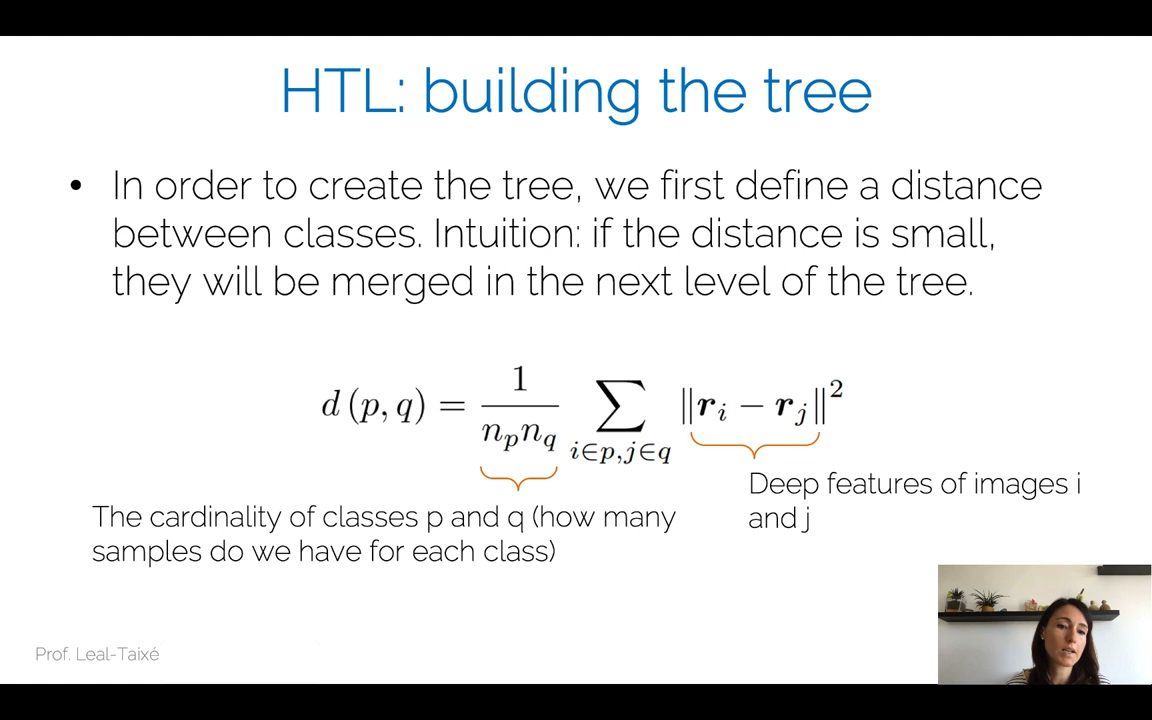 HTL: building the tree
• In order to create the tree, we first define a distance
between classes. Intuition: if the distance is small,
they will be merged in the next level of the tree.
d (p, q) = \frac{1}{n_p n_q} \sum_{i∈p,j∈q} ‖r_i − r_j‖^2
Deep features of images i
and j
The cardinality of classes p and q (how many
samples do we have for each class)
Prof. Leal-Taixé